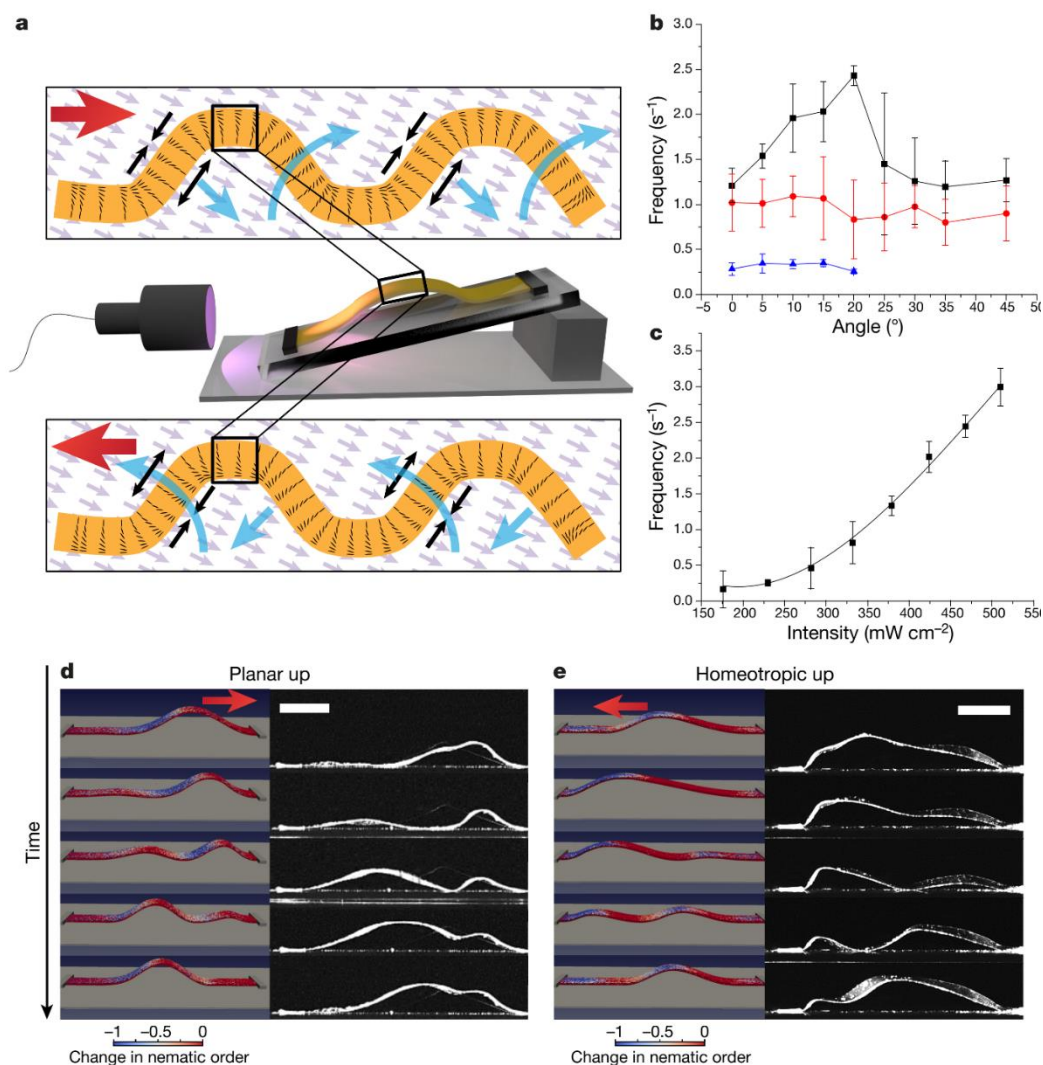 a
b
3.0
2.5
2.0
1.5
1.0
0.5
0.0
Frequency (s⁻¹)
−5 0 5 10 15 20 25 30 35 40 45 50
Angle (°)
c
3.5
3.0
2.5
2.0
1.5
1.0
0.5
0.0
Frequency (s⁻¹)
150 200 250 300 350 400 450 500 550
Intensity (mW cm⁻²)
d
Planar up
e
Homeotropic up
Time
−1 −0.5 0
Change in nematic order
−1 −0.5 0
Change in nematic order